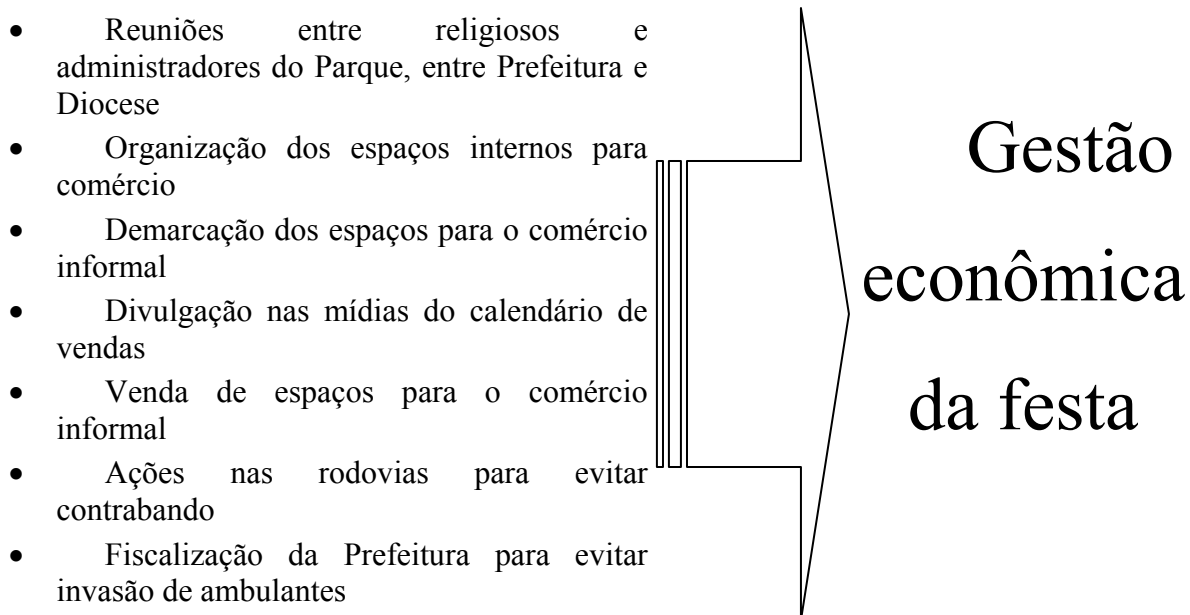 • Reuniões entre religiosos e
administradores do Parque, entre Prefeitura e
Diocese
• Organização dos espaços internos para
comércio
• Demarcação dos espaços para o comércio
informal
• Divulgação nas mídias do calendário de
vendas
• Venda de espaços para o comércio
informal
• Ações nas rodovias para evitar
contrabando
• Fiscalização da Prefeitura para evitar
invasão de ambulantes
Gestão
econômica
da festa